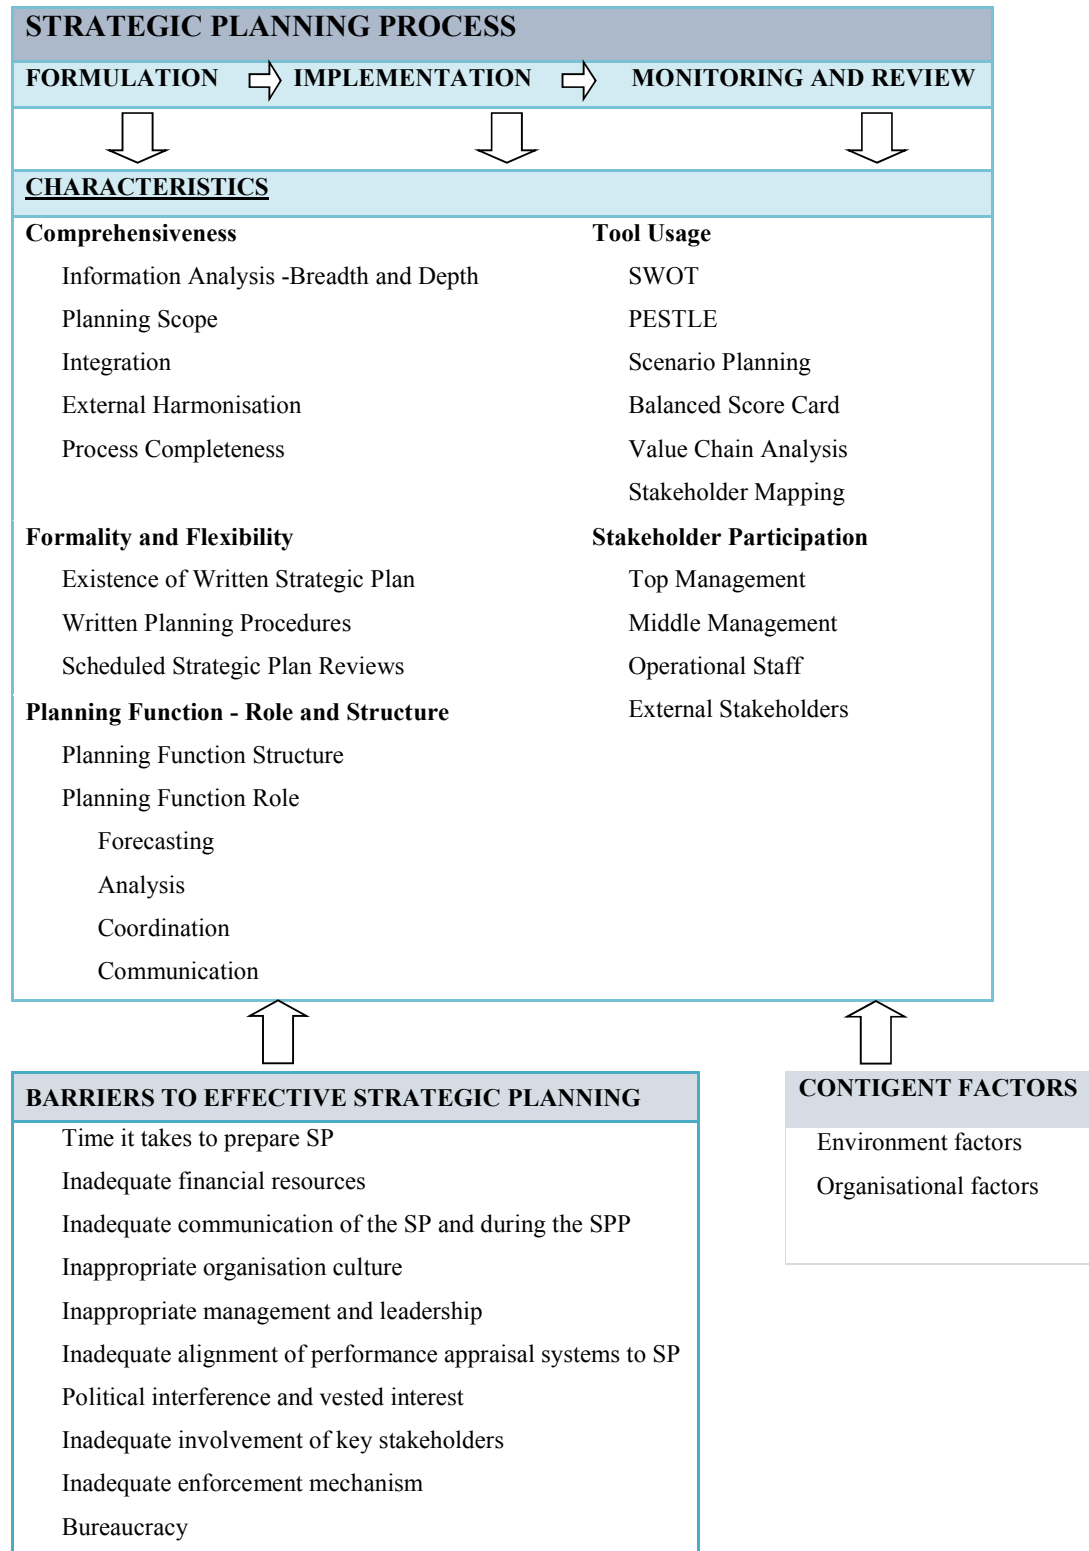 STRATEGIC PLANNING PROCESS
FORMULATION IMPLEMENTATION MONITORING AND REVIEW
CHARACTERISTICS
Comprehensiveness
Information Analysis -Breadth and Depth
Planning Scope
Integration
External Harmonisation
Process Completeness
Formality and Flexibility
Existence of Written Strategic Plan
Written Planning Procedures
Scheduled Strategic Plan Reviews
Planning Function - Role and Structure
Planning Function Structure
Planning Function Role
Forecasting
Analysis
Coordination
Communication
Tool Usage
SWOT
PESTLE
Scenario Planning
Balanced Score Card
Value Chain Analysis
Stakeholder Mapping
Stakeholder Participation
Top Management
Middle Management
Operational Staff
External Stakeholders
BARRIERS TO EFFECTIVE STRATEGIC PLANNING
Time it takes to prepare SP
Inadequate financial resources
Inadequate communication of the SP and during the SPP
Inappropriate organisation culture
Inappropriate management and leadership
Inadequate alignment of performance appraisal systems to SP
Political interference and vested interest
Inadequate involvement of key stakeholders
Inadequate enforcement mechanism
Bureaucracy
CONTIGENT FACTORS
Environment factors
Organisational factors